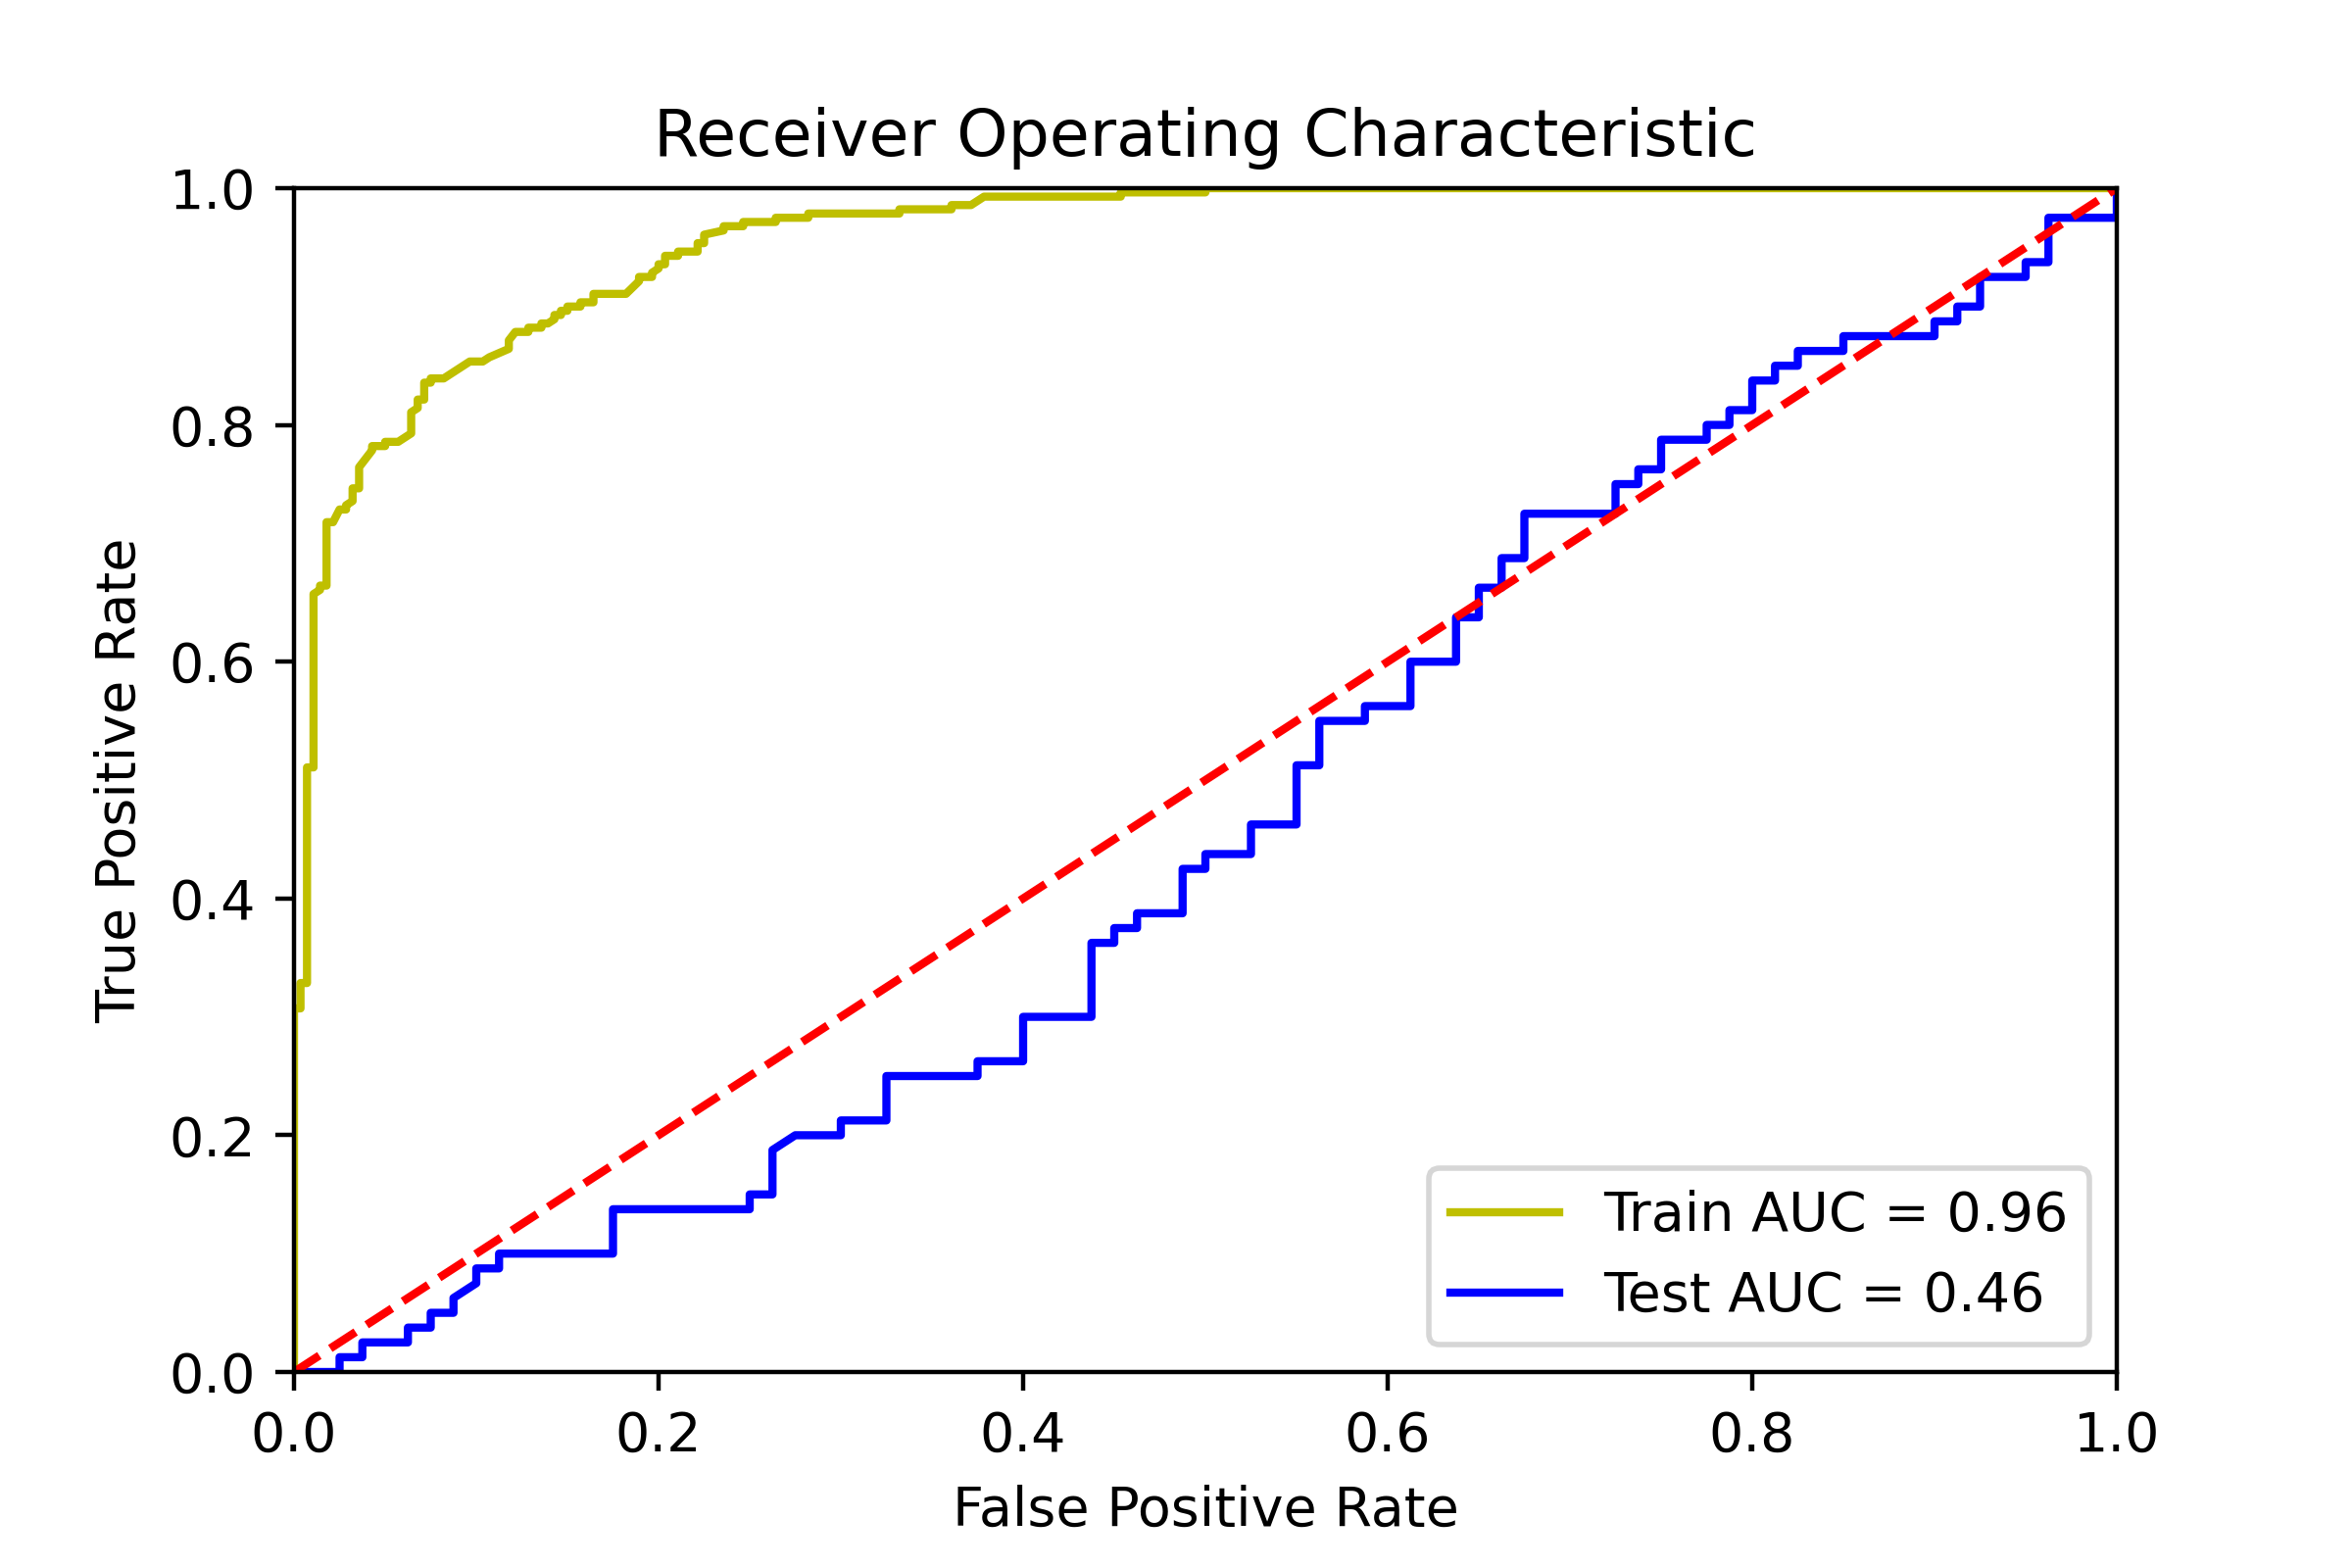 Receiver Operating Characteristic
1.0
0.8
0.6
0.4
0.2
0.0
True Positive Rate
Train AUC = 0.96
Test AUC = 0.46
0.0 0.2 0.4 0.6 0.8 1.0
False Positive Rate